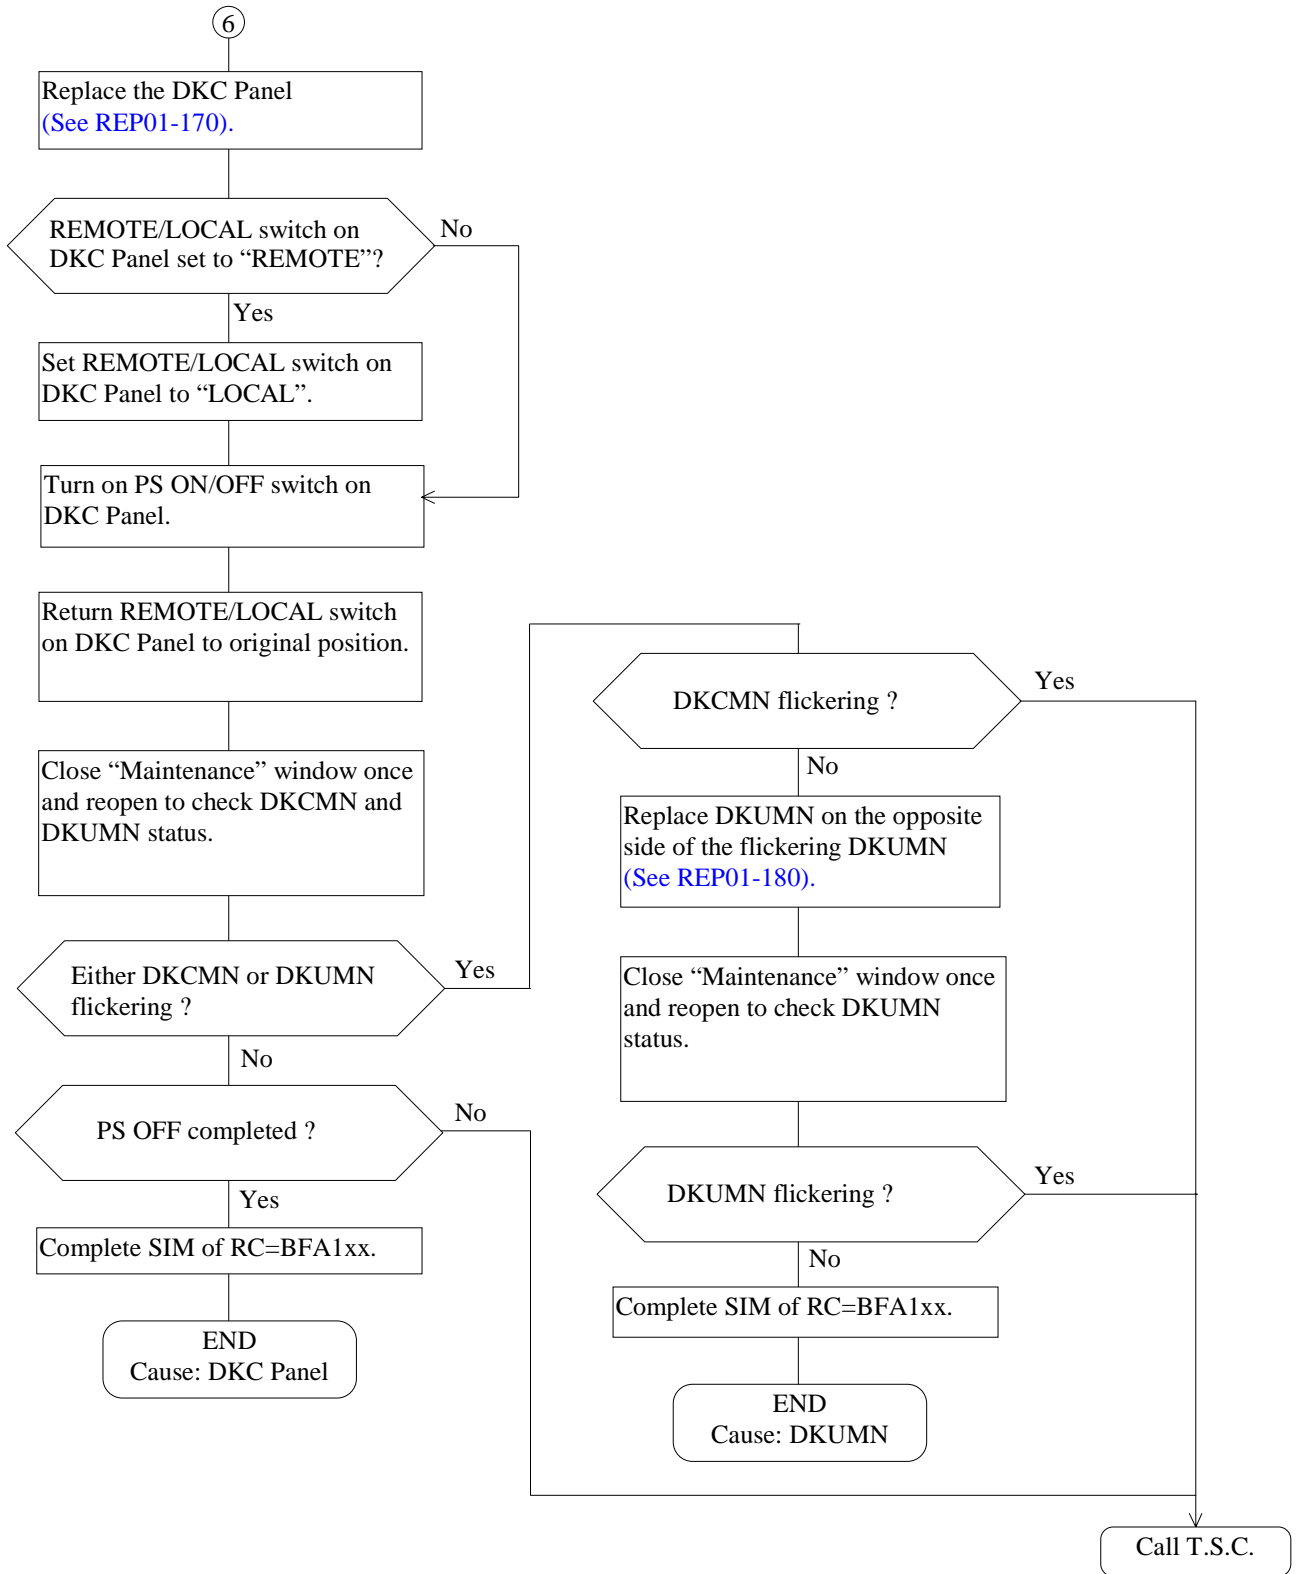 6
Replace the DKC Panel
(See REP01-170).
REMOTE/LOCAL switch on
DKC Panel set to “REMOTE”?
No
Yes
Set REMOTE/LOCAL switch on
DKC Panel to “LOCAL”.
Turn on PS ON/OFF switch on
DKC Panel.
Return REMOTE/LOCAL switch
on DKC Panel to original position.
Close “Maintenance” window once
and reopen to check DKCMN and
DKUMN status.
Either DKCMN or DKUMN
flickering ?
Yes
No
PS OFF completed ?
No
Yes
Complete SIM of RC=BFA1xx.
END
Cause: DKC Panel
DKCMN flickering ?
Yes
No
Replace DKUMN on the opposite
side of the flickering DKUMN
(See REP01-180).
Close “Maintenance” window once
and reopen to check DKUMN
status.
DKUMN flickering ?
Yes
No
Complete SIM of RC=BFA1xx.
END
Cause: DKUMN
Call T.S.C.